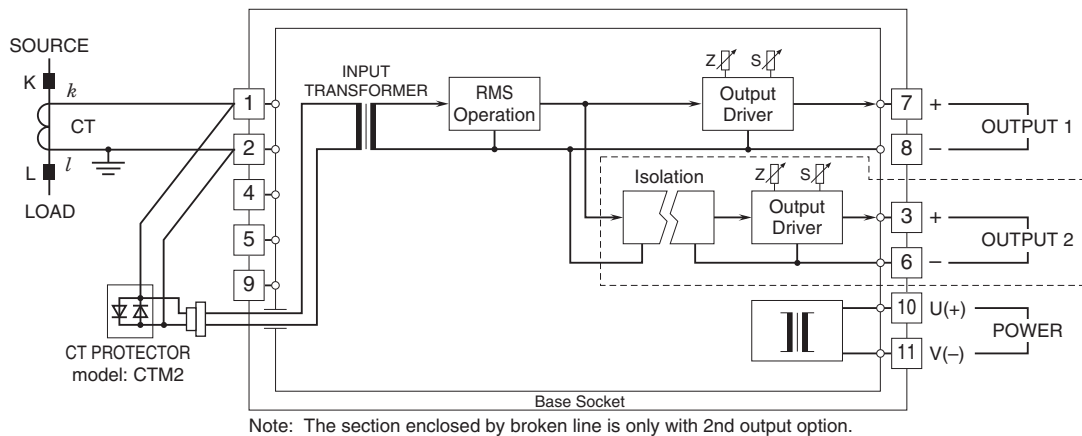 SOURCE
K
k
CT
L
l
LOAD
CT PROTECTOR
model: CTM2
1
2
4
5
9
INPUT
TRANSFORMER
RMS
Operation
Z
S
Output
Driver
Isolation
Z
S
Output
Driver
7
+
8
–
OUTPUT 1
3
+
6
–
OUTPUT 2
10
U(+)
11
V(–)
POWER
Base Socket
Note: The section enclosed by broken line is only with 2nd output option.